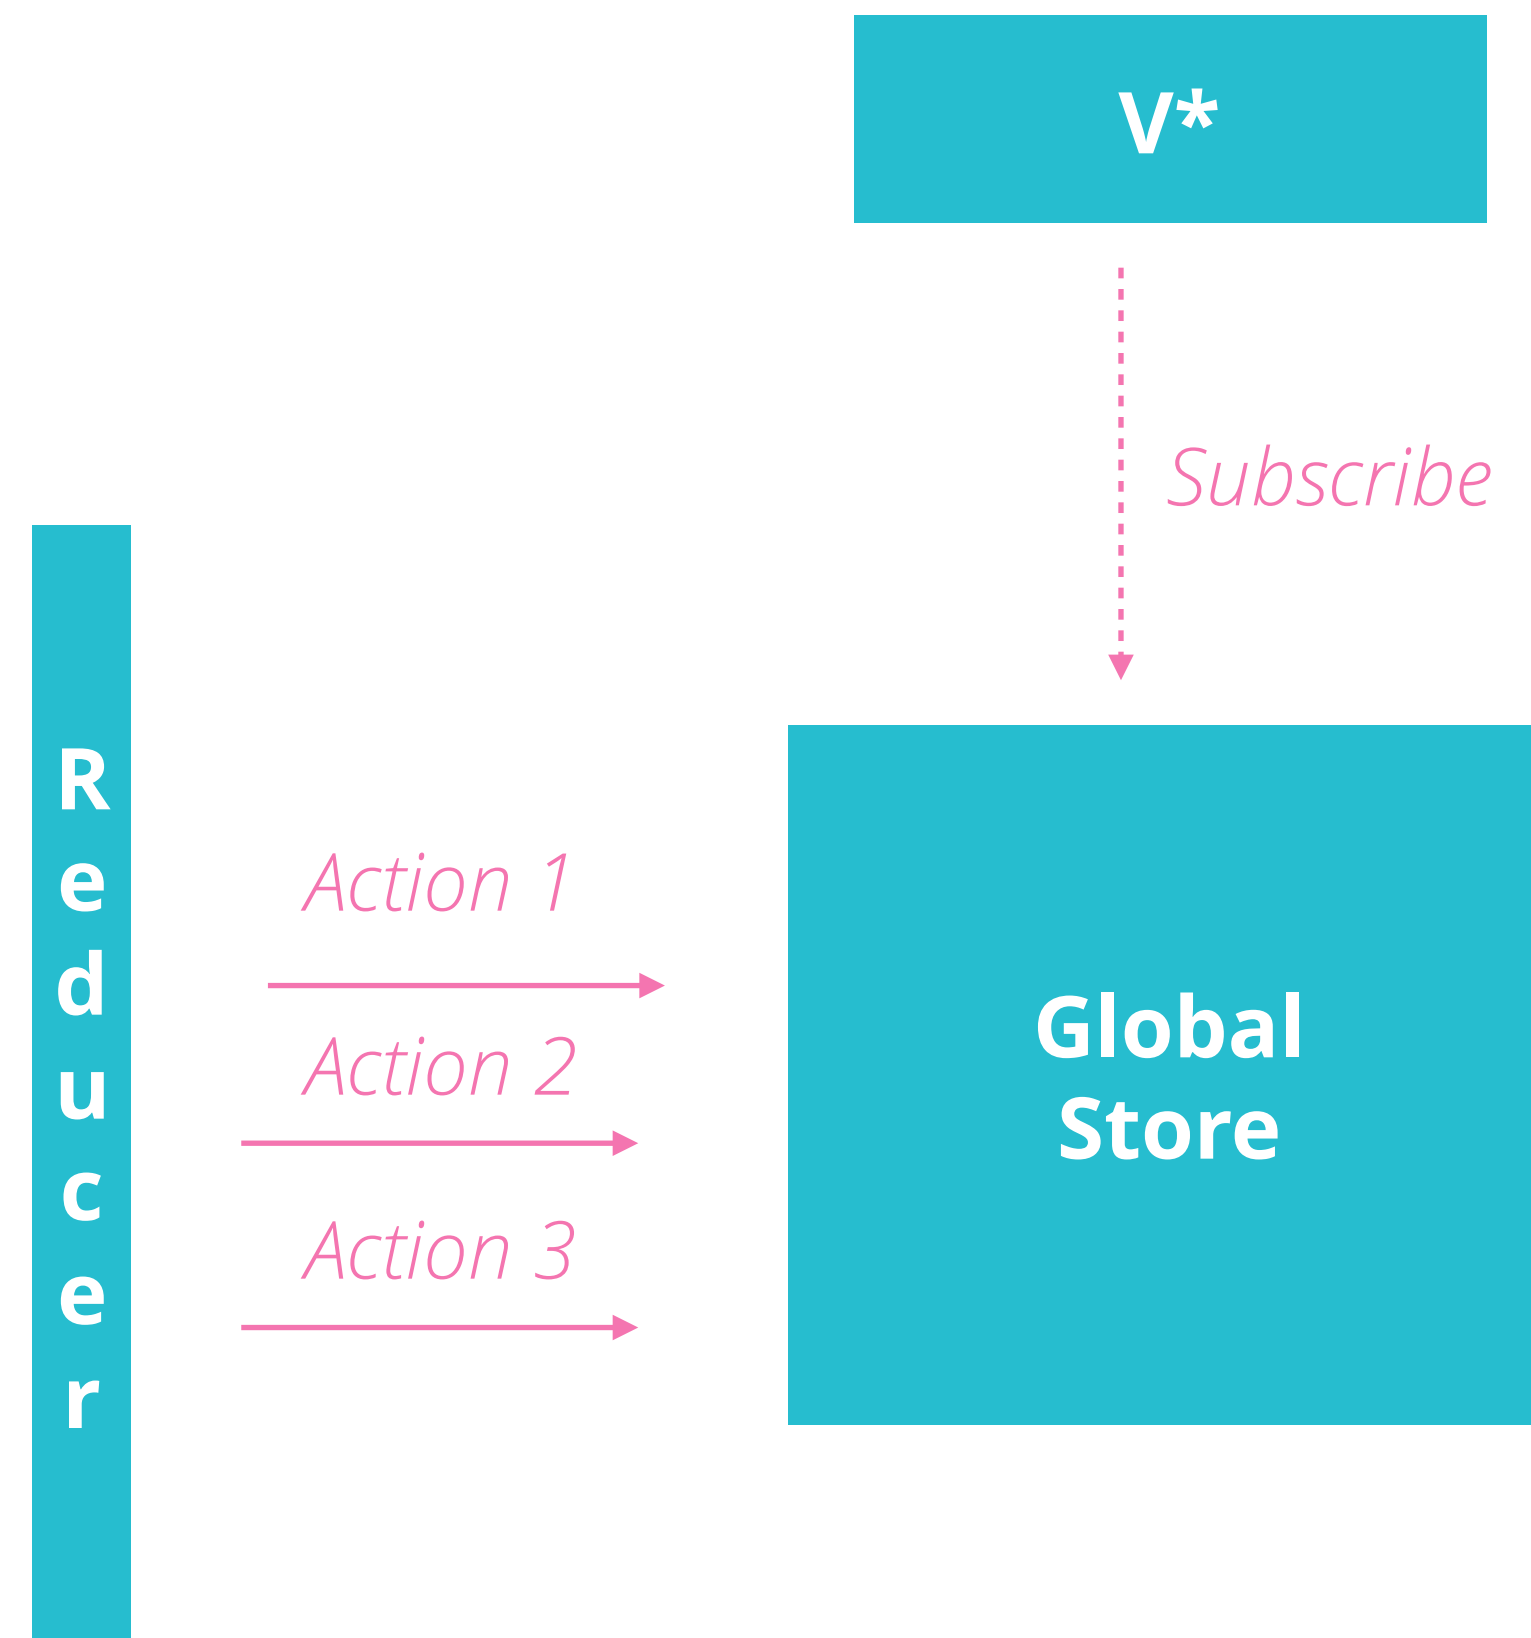 V*
Subscribe
Reducer
Action 1
Action 2
Action 3
Global
Store